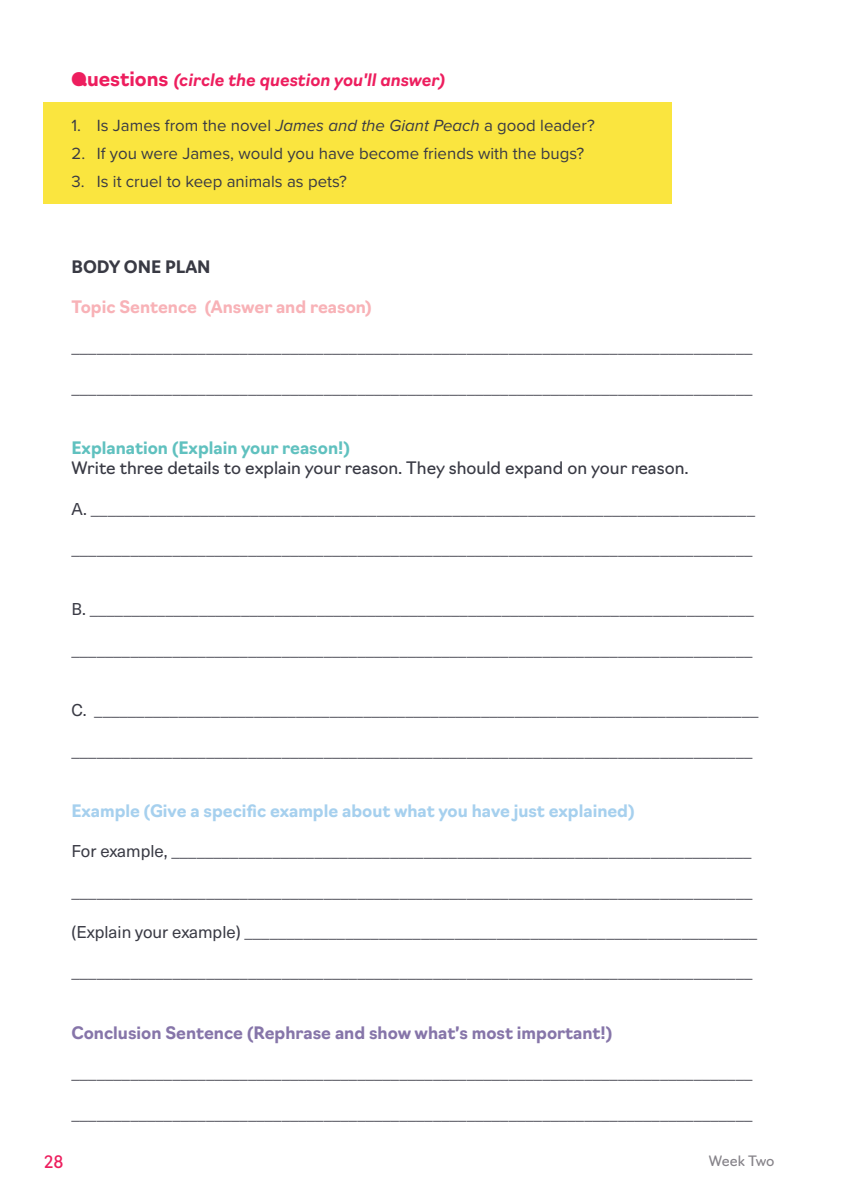 Questions (circle the question you'll answer)
1. Is James from the novel James and the Giant Peach a good leader?
2. If you were James, would you have become friends with the bugs?
3. Is it cruel to keep animals as pets?
BODY ONE PLAN
Topic Sentence (Answer and reason)
Explanation (Explain your reason!)
Write three details to explain your reason. They should expand on your reason.
A.
B.
C.
Example (Give a specific example about what you have just explained)
For example,
(Explain your example)
Conclusion Sentence (Rephrase and show what's most important!)
28
Week Two